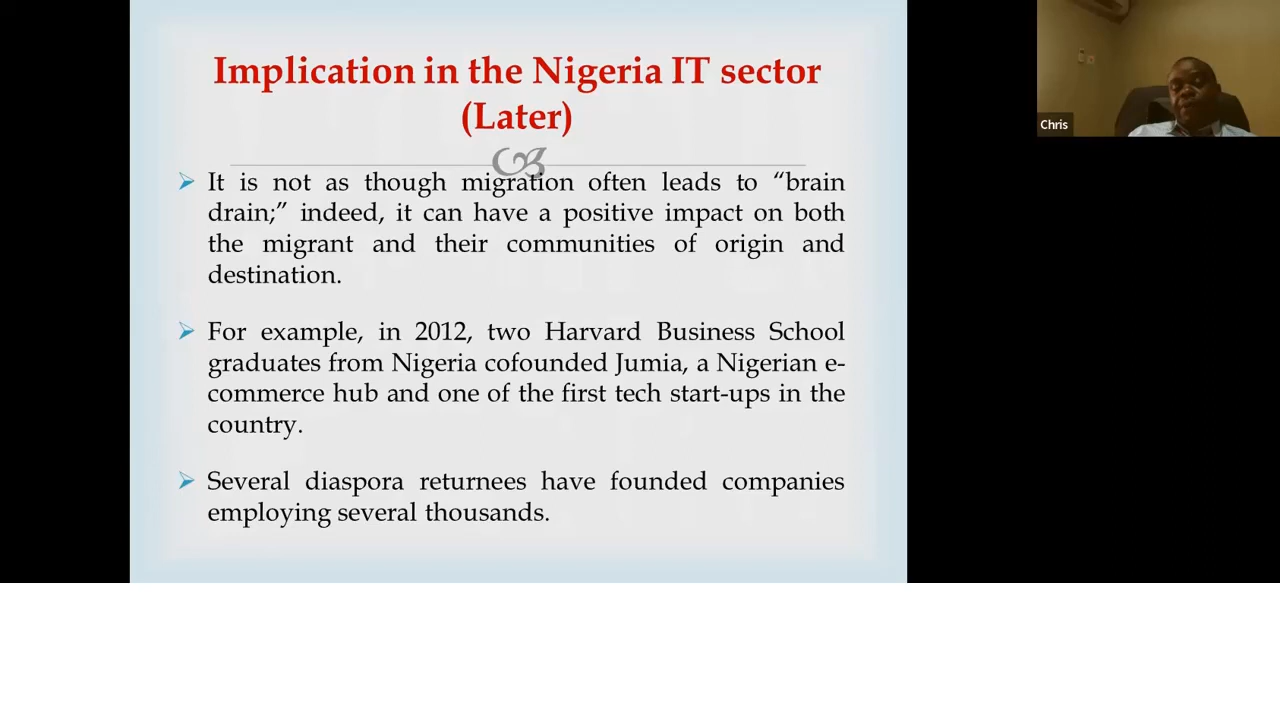 Implication in the Nigeria IT sector
(Later)
Chris
It is not as though migration often leads to “brain
drain;” indeed, it can have a positive impact on both
the migrant and their communities of origin and
destination.
For example, in 2012, two Harvard Business School
graduates from Nigeria cofounded Jumia, a Nigerian e-
commerce hub and one of the first tech start-ups in the
country.
Several diaspora returnees have founded companies
employing several thousands.